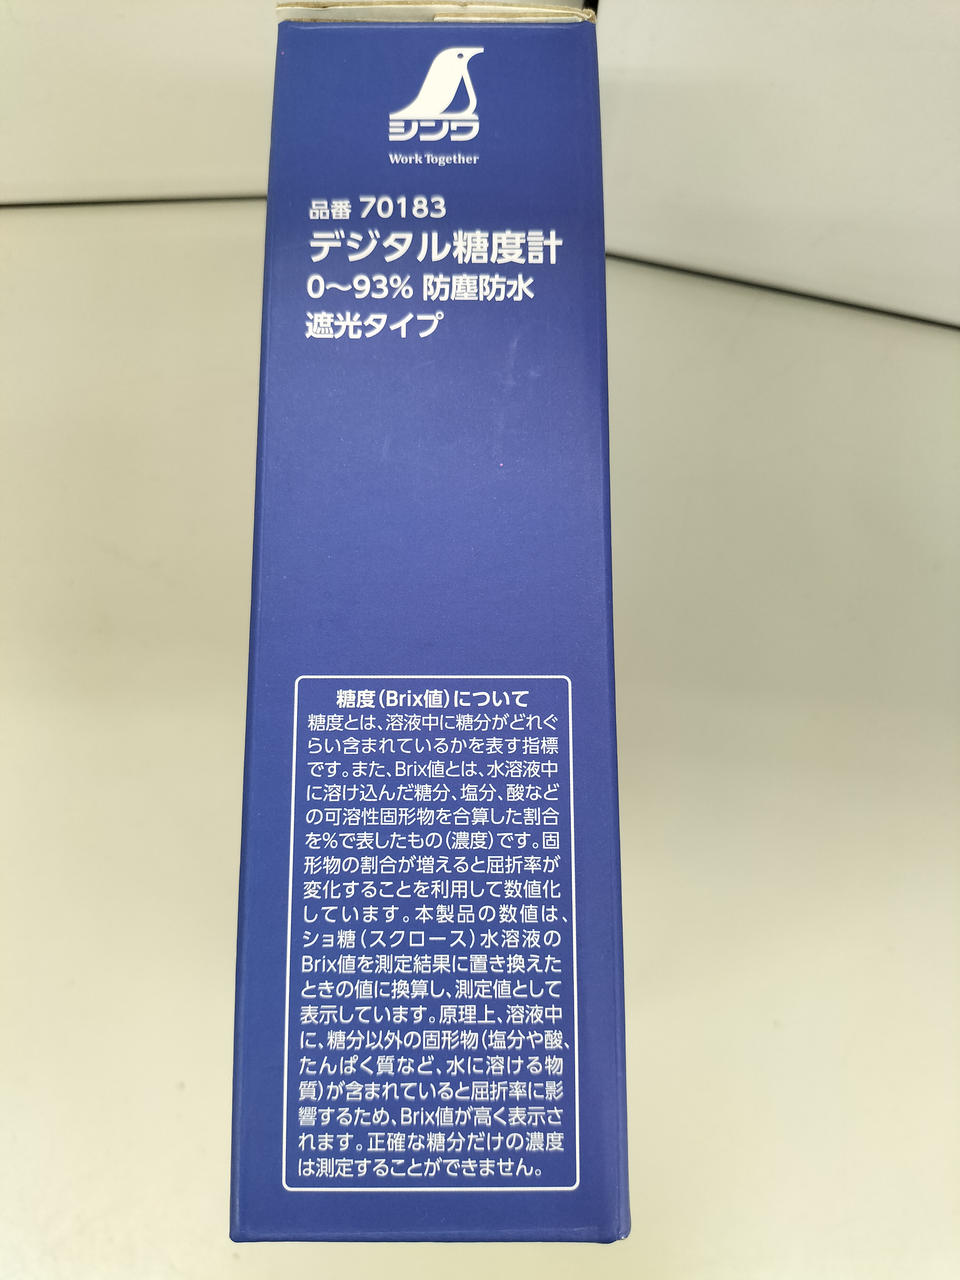 シンワ
Work Together
品番 70183
デジタル糖度計
0〜93% 防塵防水
遮光タイプ
糖度(Brix値)について
糖度とは、溶液中に糖分がどれぐ
らい含まれているかを表す指標
です。また、Brix値とは、水溶液中
に溶け込んだ糖分、塩分、酸など
の可溶性固形物を合算した割合
を%で表したもの(濃度)です。固
形物の割合が増えると屈折率が
変化することを利用して数値化
しています。本製品の数値は、
ショ糖(スクロース)水溶液の
Brix値を測定結果に置き換えた
ときの値に換算し、測定値として
表示しています。原理上、溶液中
に、糖分以外の固形物(塩分や酸、
たんぱく質など、水に溶ける物
質)が含まれていると屈折率に影
響するため、Brix値が高く表示さ
れます。正確な糖分だけの濃度
は測定することができません。